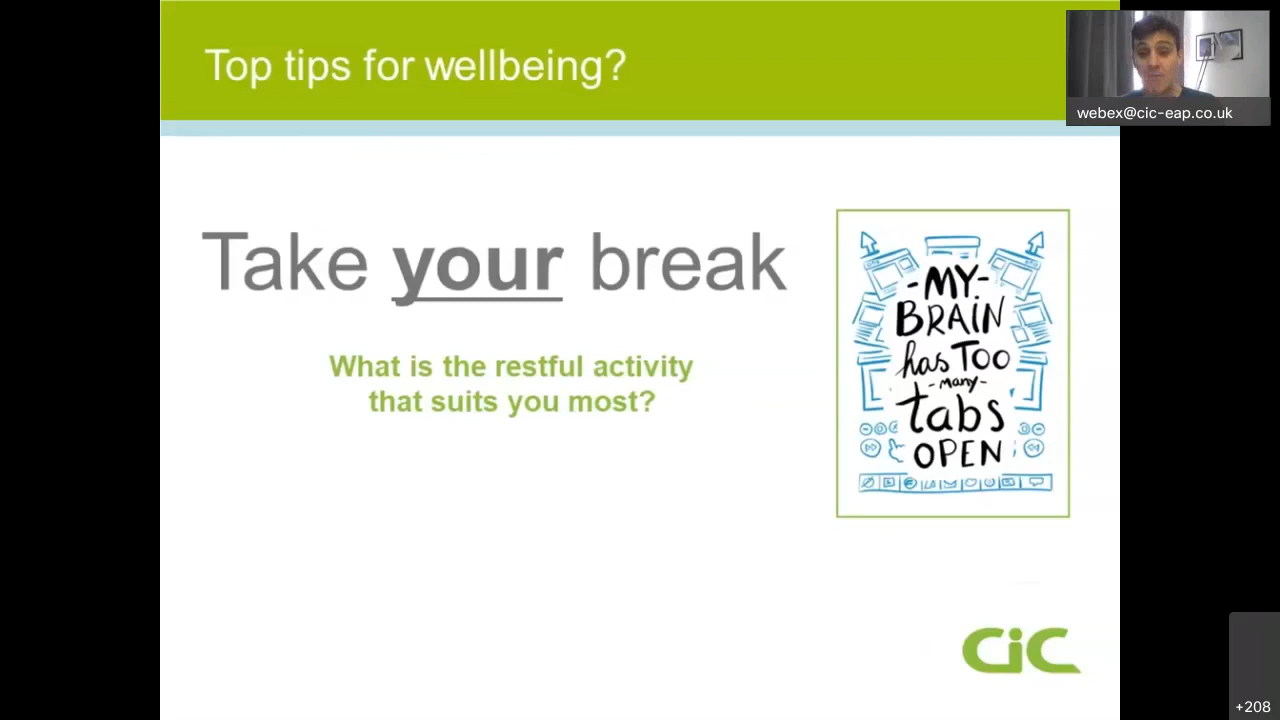 Top tips for wellbeing?
webex@cic-eap.co.uk
Take your break
What is the restful activity
that suits you most?
-MY-
BRAiN
has TOO
-many-
tabs
OPEN
CiC
+208